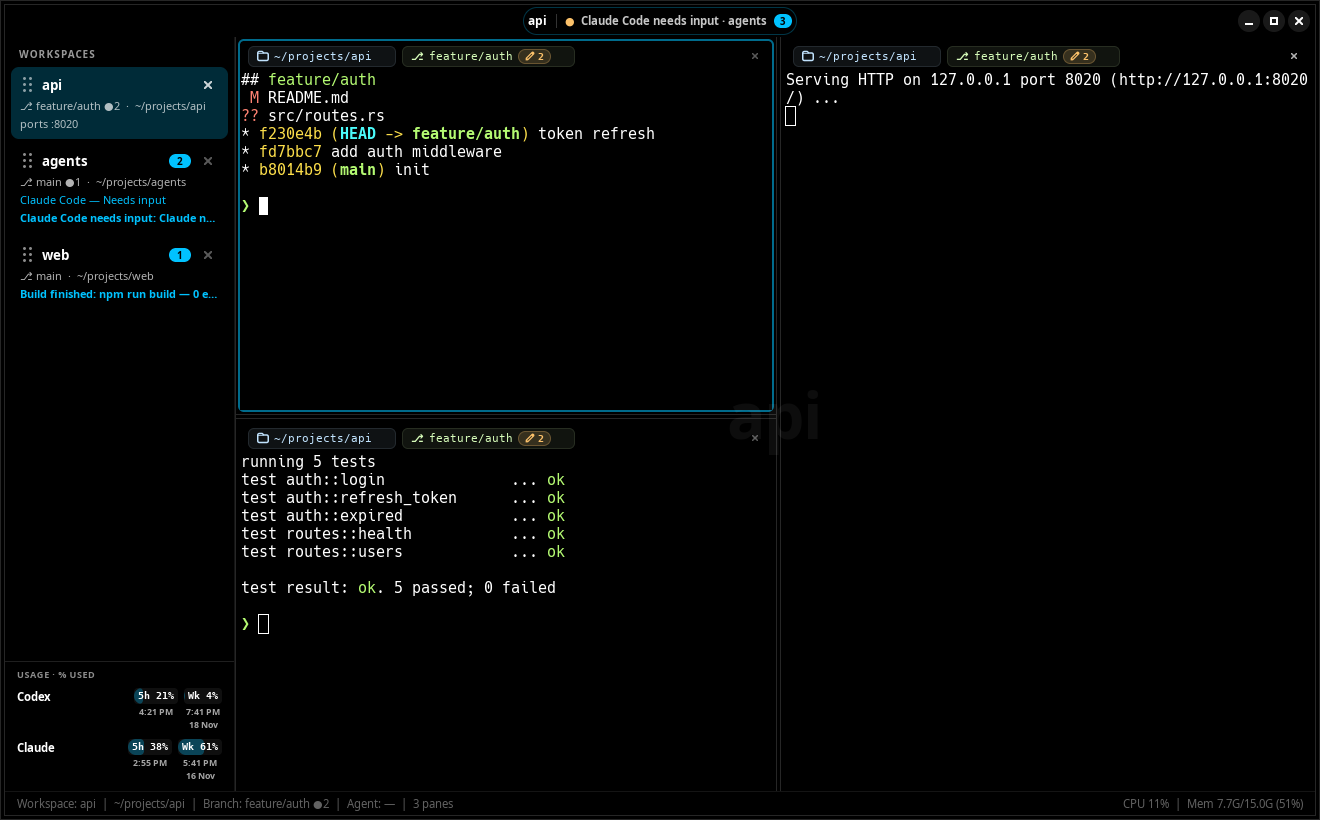 api
Claude Code needs input · agents 3
WORKSPACES
api
feature/auth ●2 · ~/projects/api
ports :8020
agents 2
main ●1 · ~/projects/agents
Claude Code — Needs input
Claude Code needs input: Claude n...
web 1
main · ~/projects/web
Build finished: npm run build — 0 e...
USAGE · % USED
Codex 5h 21% Wk 4%
4:21 PM 7:41 PM
18 Nov
Claude 5h 38% Wk 61%
2:55 PM 5:41 PM
16 Nov
~/projects/api feature/auth 2
## feature/auth
M README.md
?? src/routes.rs
* f230e4b (HEAD -> feature/auth) token refresh
* fd7bbc7 add auth middleware
* b8014b9 (main) init
❯
~/projects/api feature/auth 2
running 5 tests
test auth::login ... ok
test auth::refresh_token ... ok
test auth::expired ... ok
test routes::health ... ok
test routes::users ... ok
test result: ok. 5 passed; 0 failed
❯
~/projects/api feature/auth 2
Serving HTTP on 127.0.0.1 port 8020 (http://127.0.0.1:8020
/) ...
api
Workspace: api | ~/projects/api | Branch: feature/auth ●2 | Agent: — | 3 panes
CPU 11% | Mem 7.7G/15.0G (51%)